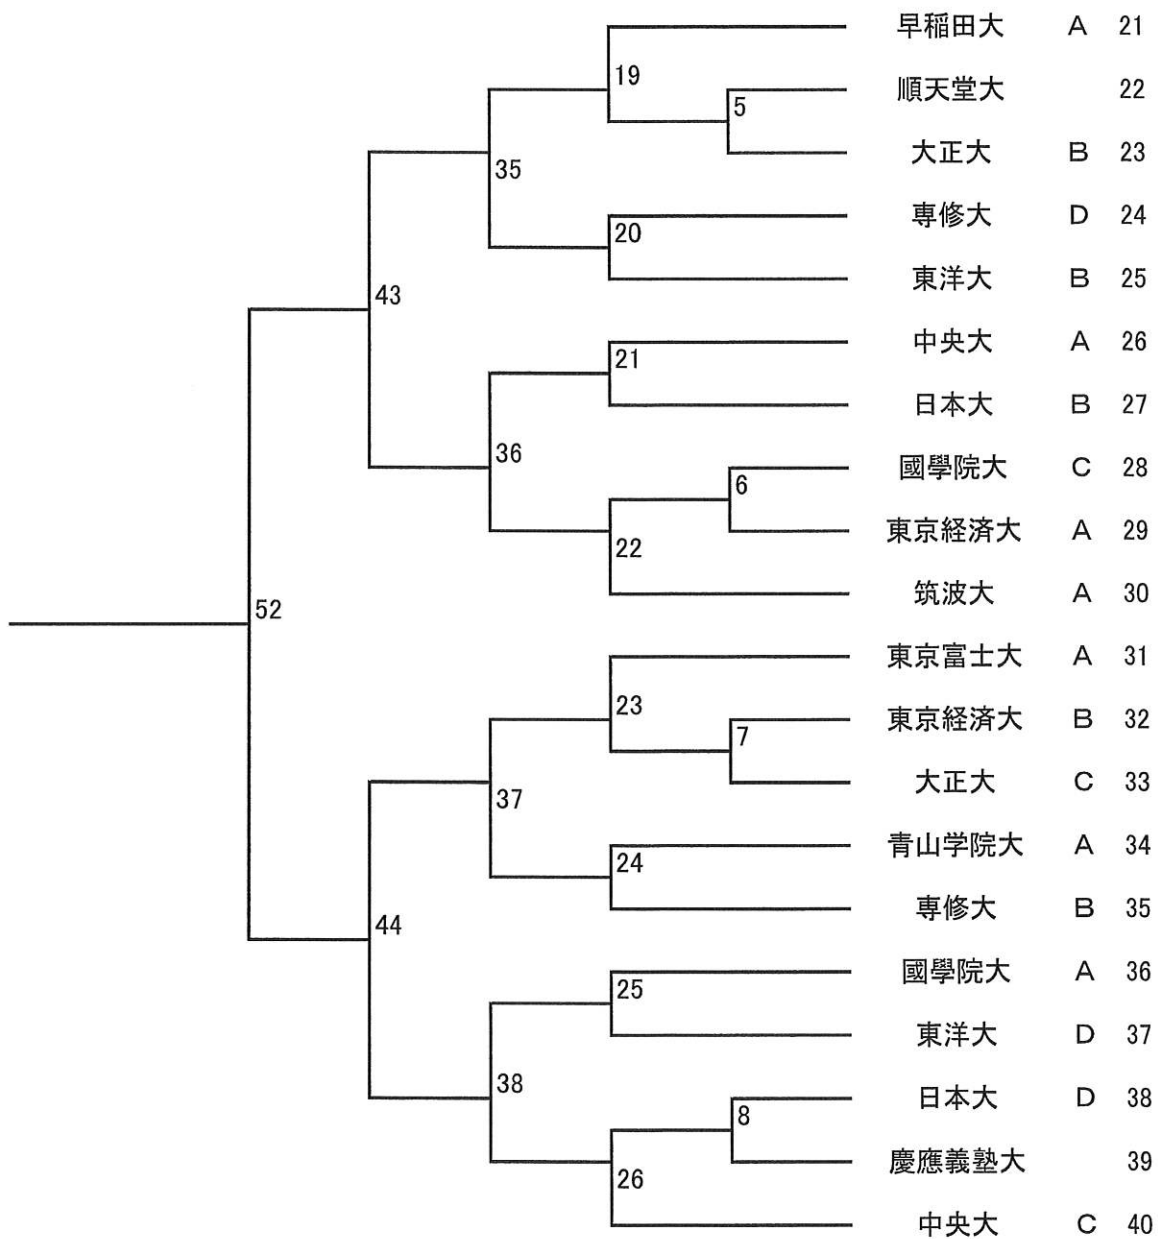 早稲田大 A 21
19
順天堂大 22
5
大正大 B 23
35
専修大 D 24
20
東洋大 B 25
43
中央大 A 26
21
日本大 B 27
36
國學院大 C 28
6
東京経済大 A 29
22
筑波大 A 30
52
東京富士大 A 31
23
東京経済大 B 32
7
大正大 C 33
37
青山学院大 A 34
24
専修大 B 35
44
國學院大 A 36
25
東洋大 D 37
38
日本大 D 38
8
慶應義塾大 39
26
中央大 C 40